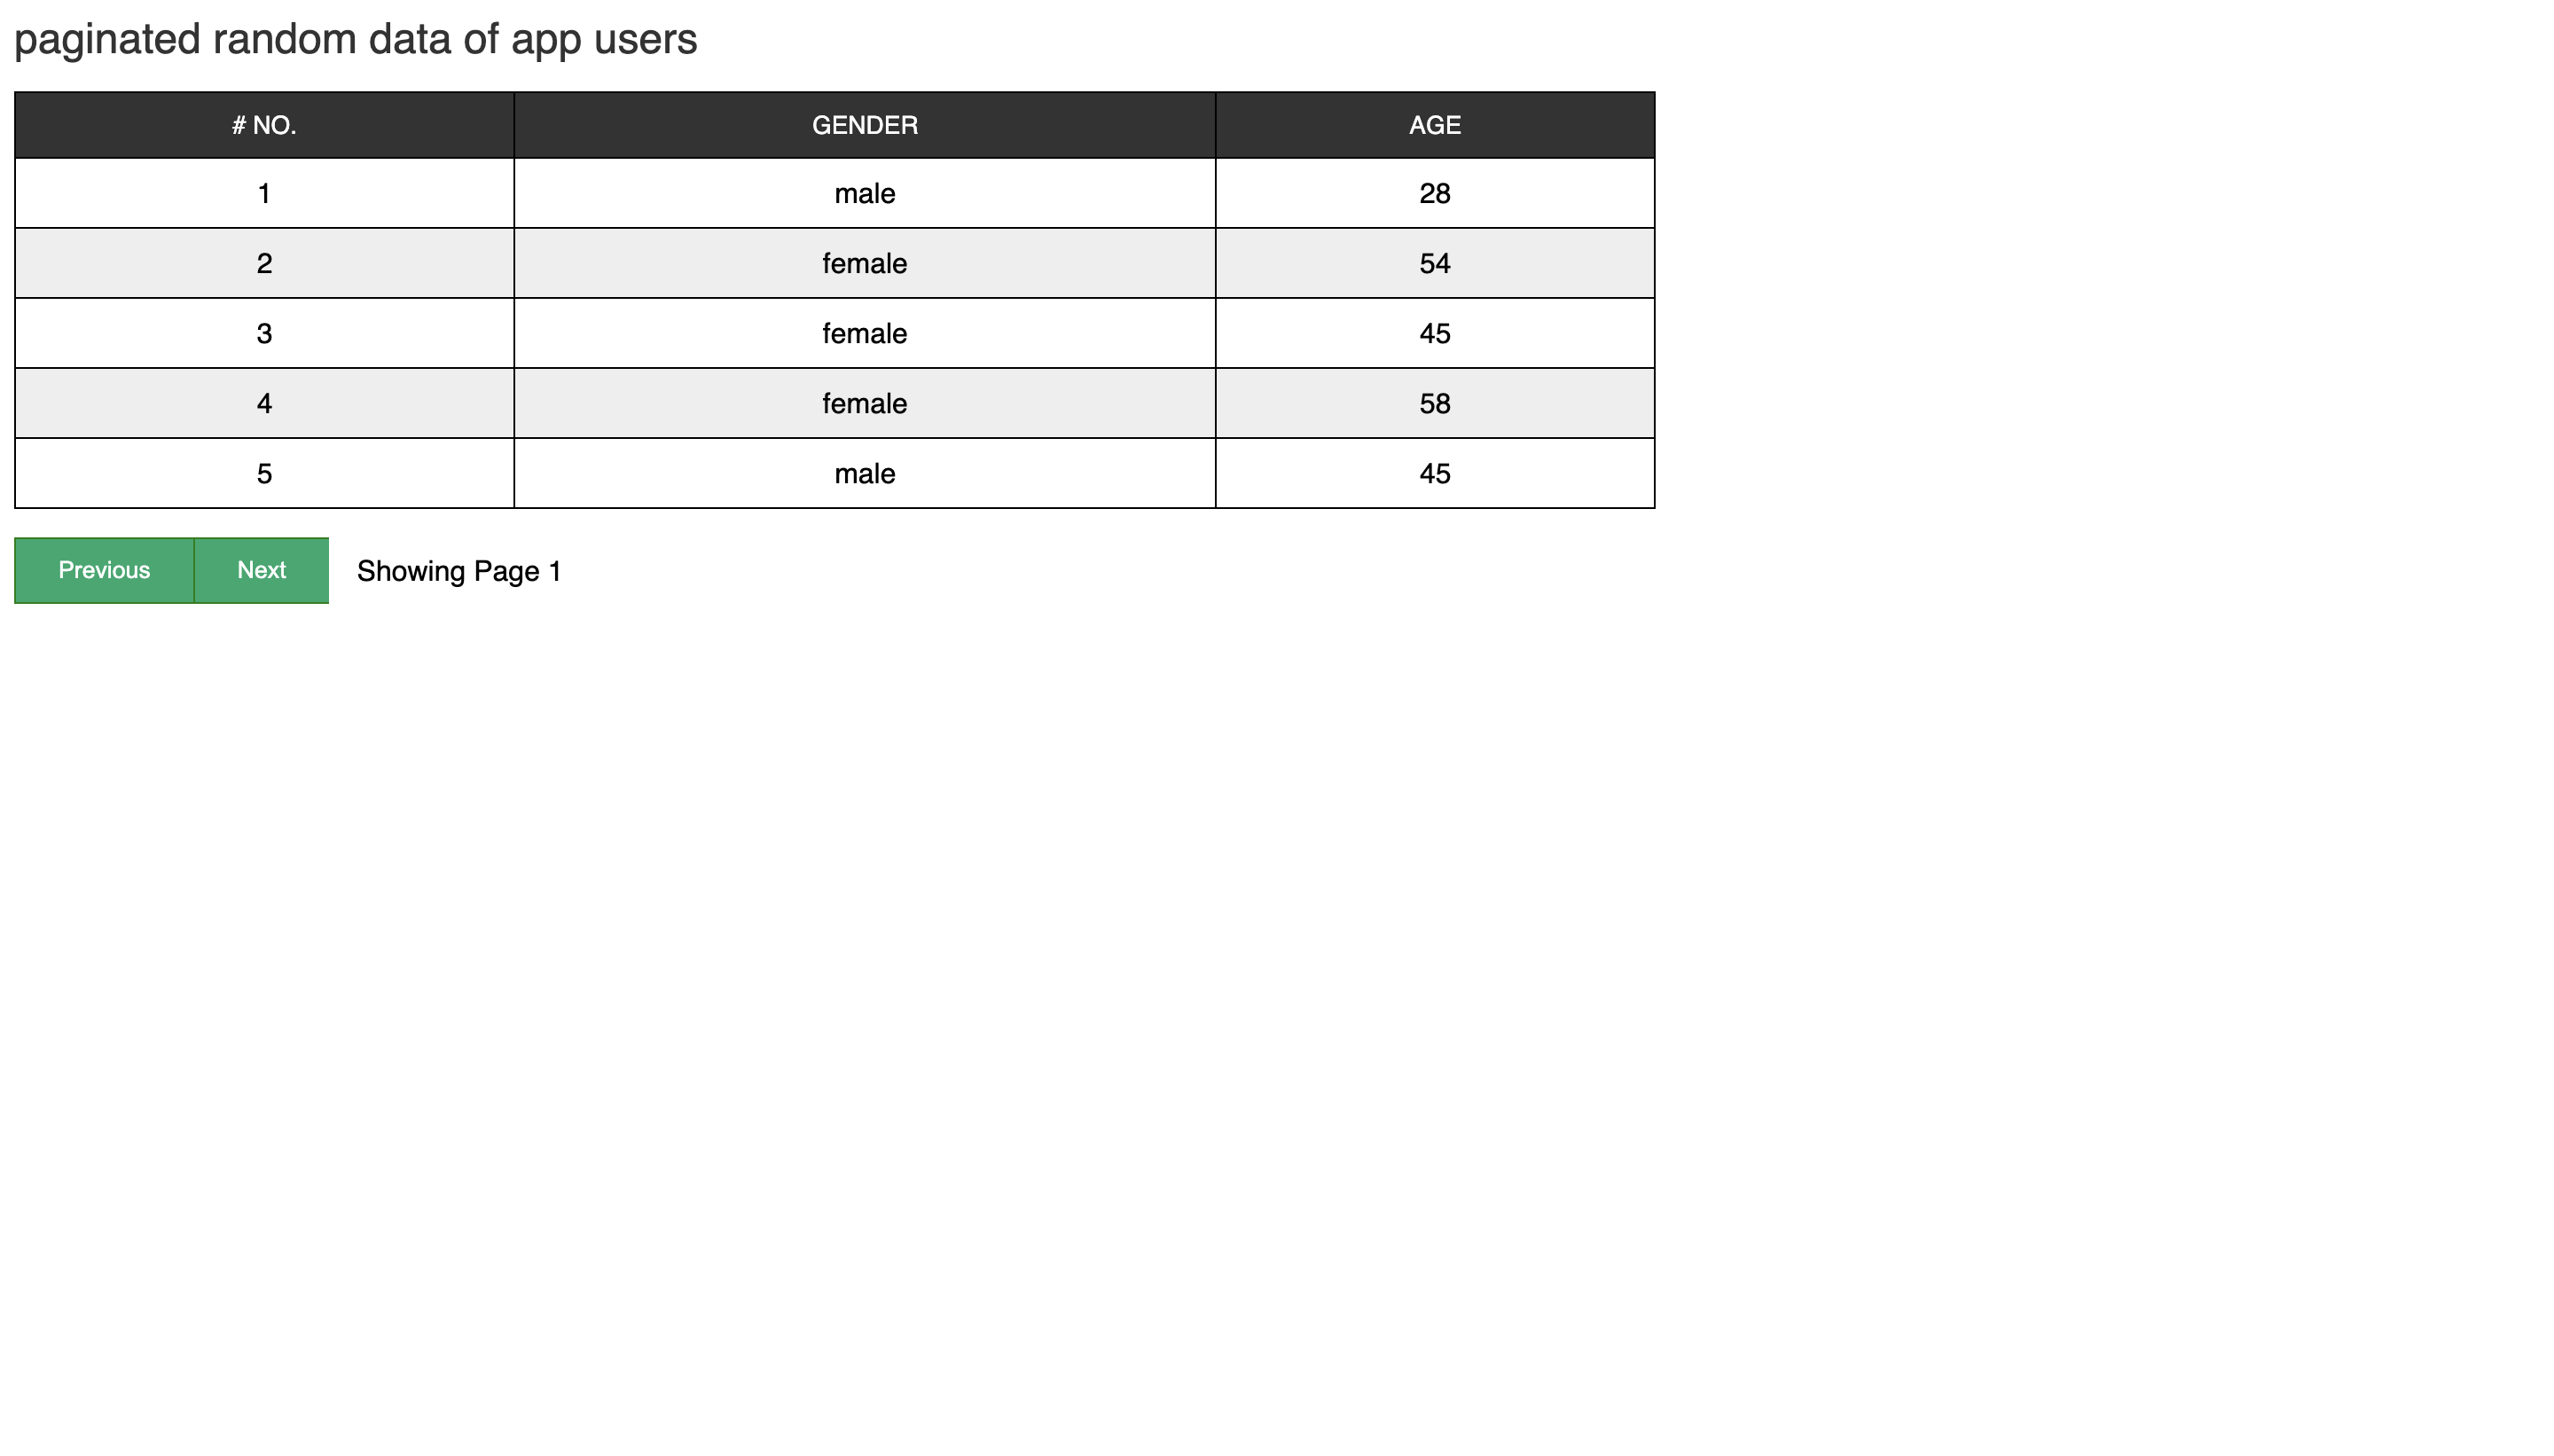 paginated random data of app users
# NO. GENDER AGE
1 male 28
2 female 54
3 female 45
4 female 58
5 male 45
Previous Next Showing Page 1